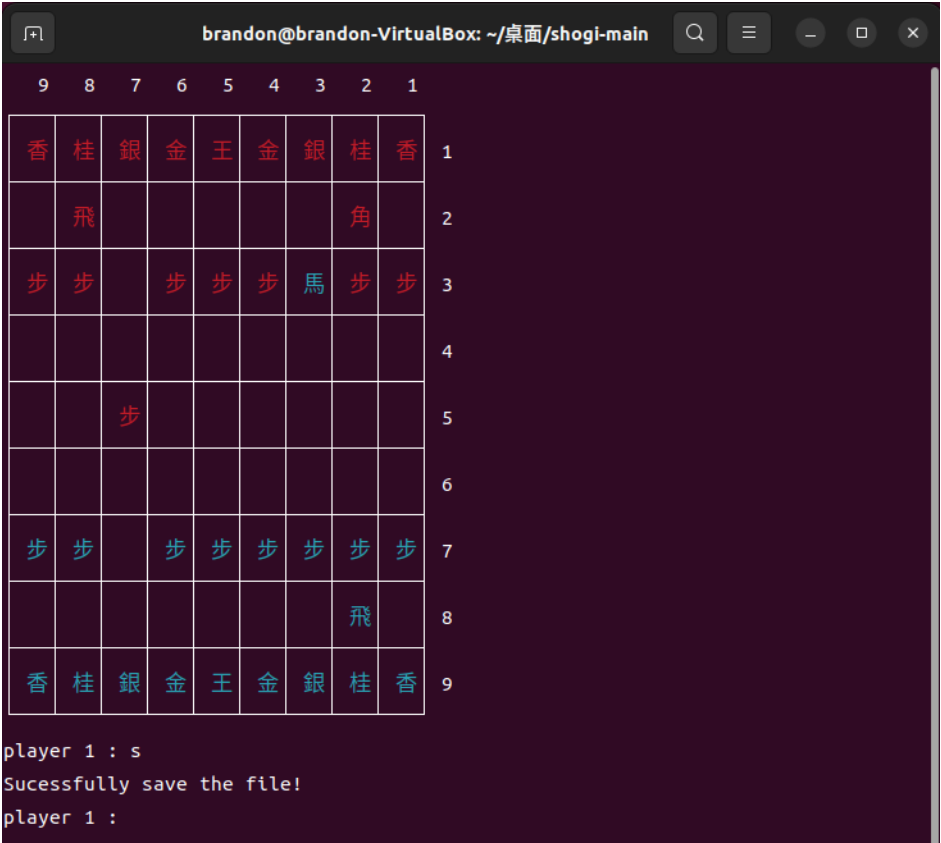 brandon@brandon-VirtualBox: ~/桌面/shogi-main
9 8 7 6 5 4 3 2 1
香 桂 銀 金 王 金 銀 桂 香 1
飛 角 2
步 步 步 步 步 馬 步 步 3
4
步 5
6
步 步 步 步 步 步 步 步 7
飛 8
香 桂 銀 金 王 金 銀 桂 香 9
player 1 : s
Sucessfully save the file!
player 1 :